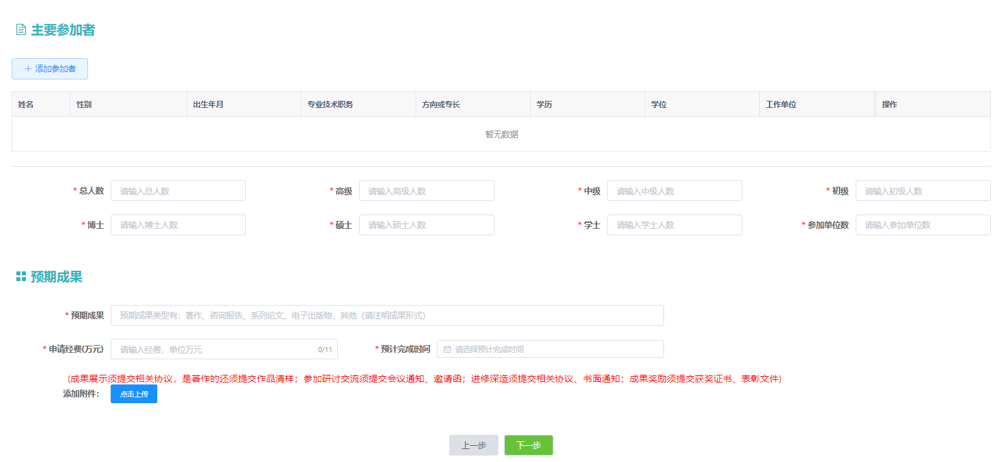 主要参加者
添加参加者
姓名 性别 出生年月 专业技术职务 方向或专长 学历 学位 工作单位 操作
暂无数据
* 总人数 请输入总人数 * 高级 请输入高级人数 * 中级 请输入中级人数 * 初级 请输入初级人数
* 博士 请输入博士人数 * 硕士 请输入硕士人数 * 学士 请输入学士人数 * 参加单位数 请输入参加单位数
预期成果
* 预期成果 预期成果类型有：著作、咨询报告、系列论文、电子出版物、其他（请注明成果形式）
* 申请经费(万元) 请输入经费，单位万元 0/11 * 预计完成时间 请选择预计完成时间
(成果展示须提交相关协议，是著作的还须提交作品清样；参加研讨交流须提交会议通知、邀请函；进修深造须提交相关协议、书面通知；成果奖励须提交获奖证书、表彰文件)
添加附件： 点击上传
上一步 下一步